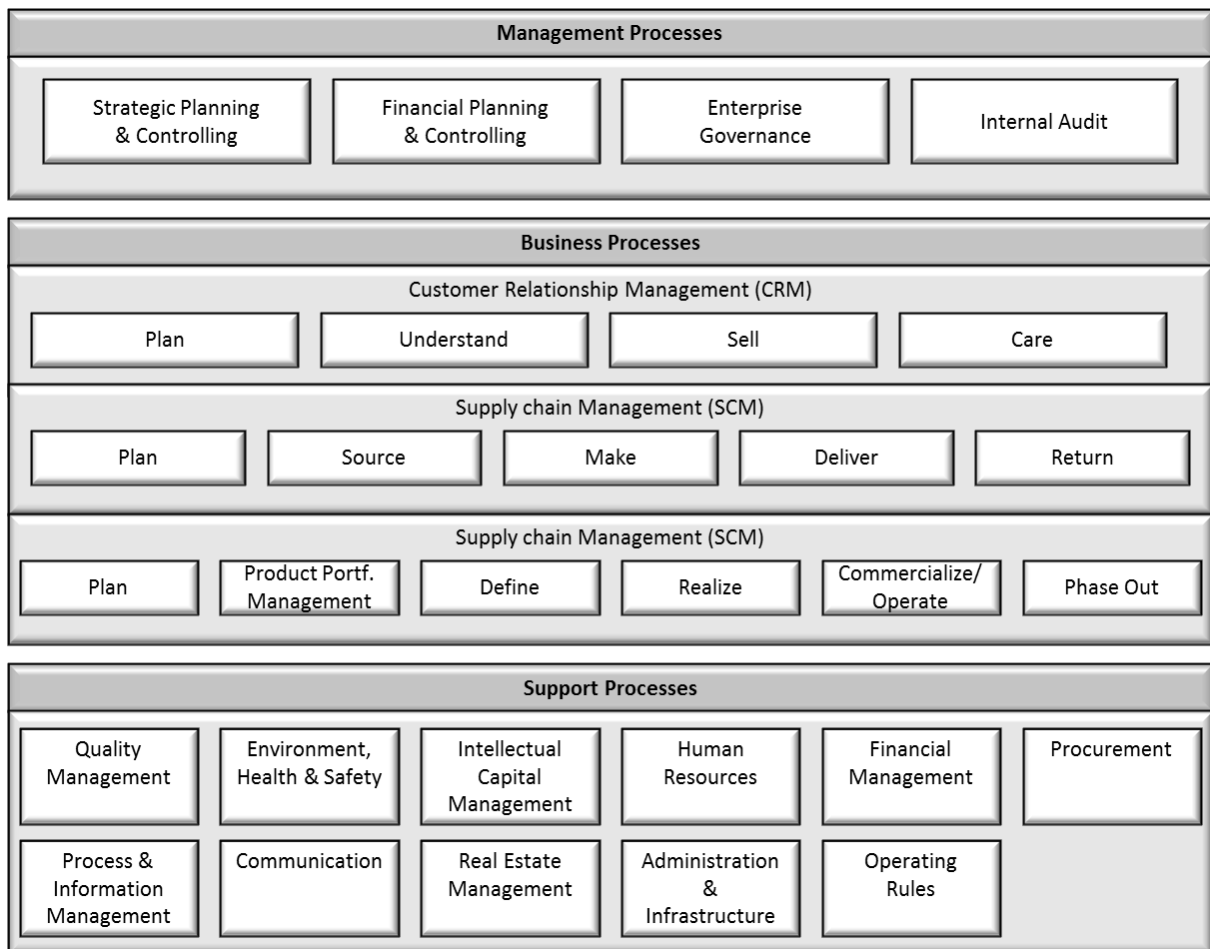 Management Processes
Strategic Planning
& Controlling
Financial Planning
& Controlling
Enterprise
Governance
Internal Audit
Business Processes
Customer Relationship Management (CRM)
Plan
Understand
Sell
Care
Supply chain Management (SCM)
Plan
Source
Make
Deliver
Return
Supply chain Management (SCM)
Plan
Product Portf.
Management
Define
Realize
Commercialize/
Operate
Phase Out
Support Processes
Quality
Management
Environment,
Health & Safety
Intellectual
Capital
Management
Human
Resources
Financial
Management
Procurement
Process &
Information
Management
Communication
Real Estate
Management
Administration
&
Infrastructure
Operating
Rules